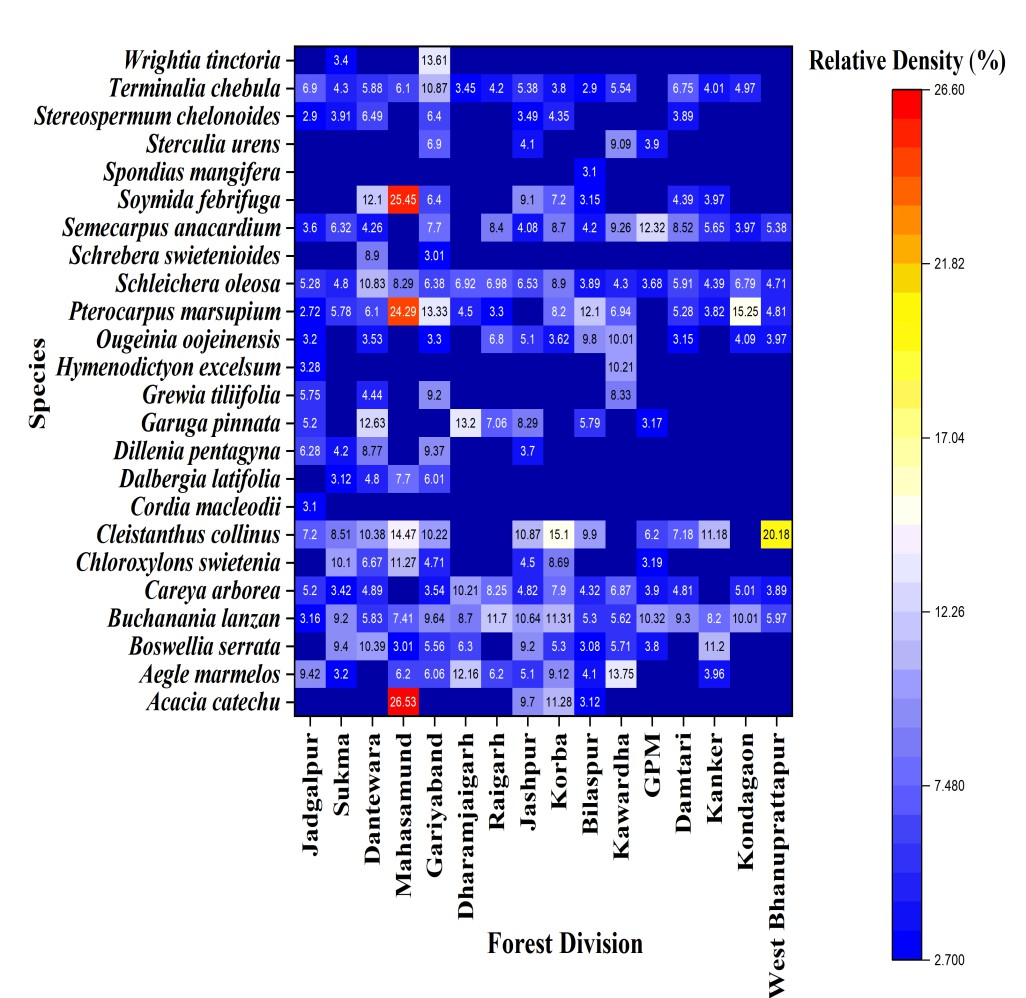 Relative Density (%)
Wrightia tinctoria 3.4 13.61
Terminalia chebula 6.9 4.3 5.88 6.1 10.87 3.45 4.2 5.38 3.8 2.9 5.54 6.75 4.01 4.97
Stereospermum chelonoides 2.9 3.91 6.49 6.4 3.49 4.35 3.89
Sterculia urens 6.9 4.1 9.09 3.9
Spondias mangifera 3.1
Soymida febrifuga 12.1 25.45 6.4 9.1 7.2 3.15 4.39 3.97
Semecarpus anacardium 3.6 6.32 4.26 7.7 8.4 4.08 8.7 4.2 9.26 12.32 8.52 5.65 3.97 5.38
Schrebera swietenioides 8.9 3.01
Schleichera oleosa 5.28 4.8 10.83 8.29 6.38 6.92 6.98 6.53 8.9 3.89 4.3 3.68 5.91 4.39 6.79 4.71
Pterocarpus marsupium 2.72 5.78 6.1 24.29 13.33 4.5 3.3 8.2 12.1 6.94 5.28 3.82 15.25 4.81
Ougeinia oojeinensis 3.2 3.53 3.3 6.8 5.1 3.62 9.8 10.01 3.15 4.09 3.97
Hymenodictyon excelsum 3.28 10.21
Grewia tiliifolia 5.75 4.44 9.2 8.33
Garuga pinnata 5.2 12.63 13.2 7.06 8.29 5.79 3.17
Dillenia pentagyna 6.28 4.2 8.77 9.37 3.7
Dalbergia latifolia 3.12 4.8 7.7 6.01
Cordia macleodii 3.1
Cleistanthus collinus 7.2 8.51 10.38 14.47 10.22 10.87 15.1 9.9 6.2 7.18 11.18 20.18
Chloroxylons swietenia 10.1 6.67 11.27 4.71 4.5 8.69 3.19
Careya arborea 5.2 3.42 4.89 3.54 10.21 8.25 4.82 7.9 4.32 6.87 3.9 4.81 5.01 3.89
Buchanania lanzan 3.16 9.2 5.83 7.41 9.64 8.7 11.7 10.64 11.31 5.3 5.62 10.32 9.3 8.2 10.01 5.97
Boswellia serrata 9.4 10.39 3.01 5.56 6.3 9.2 5.3 3.08 5.71 3.8 11.2
Aegle marmelos 9.42 3.2 6.2 6.06 12.16 6.2 5.1 9.12 4.1 13.75 3.96
Acacia catechu 26.53 9.7 11.28 3.12
Species
Jadgalpur
Sukma
Dantewara
Mahasamund
Gariyaband
Dharamjaigarh
Raigarh
Jashpur
Korba
Bilaspur
Kawardha
GPM
Damtari
Kanker
Kondagaon
West Bhanuprattapur
Forest Division
26.60
21.82
17.04
12.26
7.480
2.700